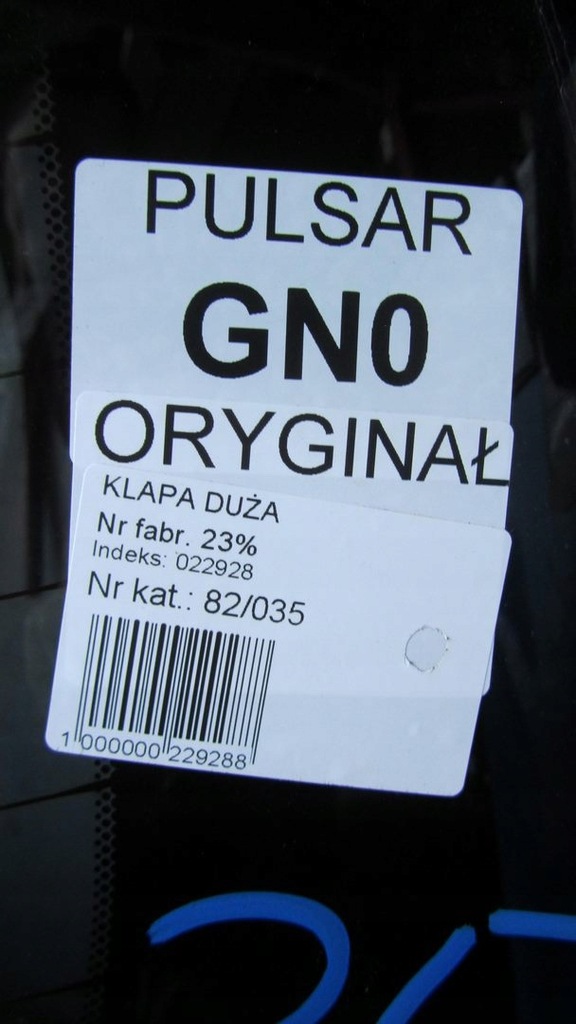 PULSAR
GN0
ORYGINAŁ
KLAPA DUŻA
Nr fabr. 23%
Indeks: 022928
Nr kat.: 82/035
1 000000 229288